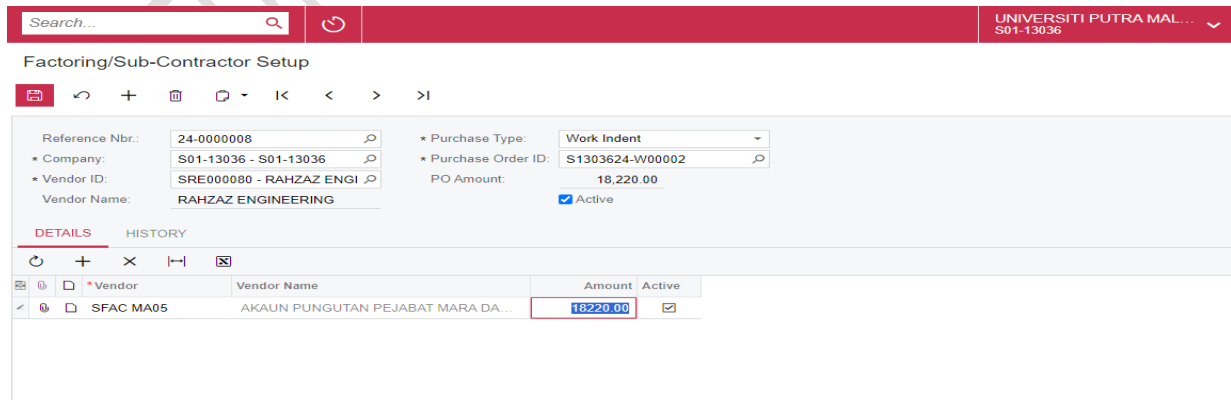 Search...
UNIVERSITI PUTRA MAL...
S01-13036
Factoring/Sub-Contractor Setup
Reference Nbr.: 24-0000008 * Purchase Type: Work Indent
* Company: S01-13036 - S01-13036 * Purchase Order ID: S1303624-W00002
* Vendor ID: SRE000080 - RAHZAZ ENGI PO Amount: 18,220.00
Vendor Name: RAHZAZ ENGINEERING Active
DETAILS HISTORY
* Vendor Vendor Name Amount Active
SFAC MA05 AKAUN PUNGUTAN PEJABAT MARA DA... 18220.00